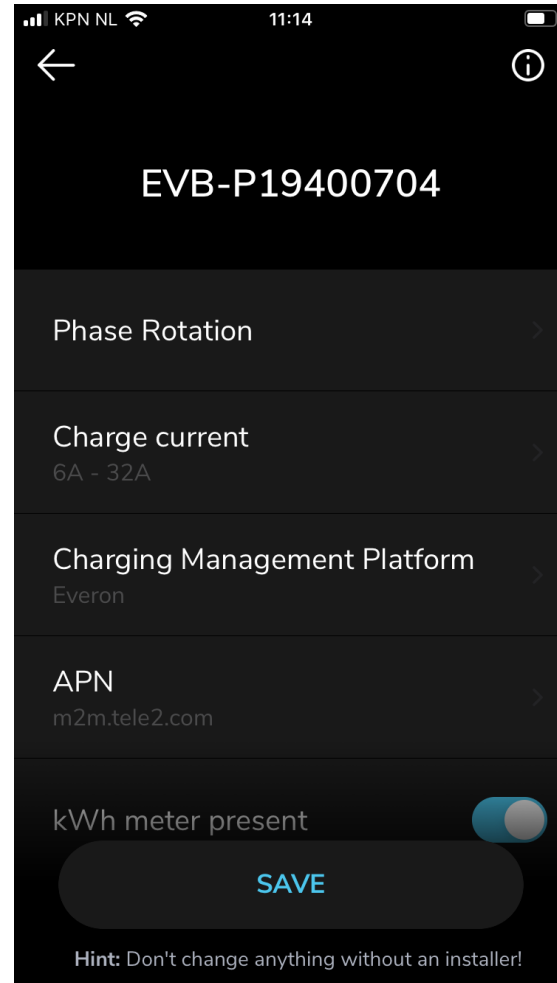 KPN NL 11:14
EVB-P19400704
Phase Rotation
Charge current
6A - 32A
Charging Management Platform
Everon
APN
m2m.tele2.com
kWh meter present
SAVE
Hint: Don't change anything without an installer!